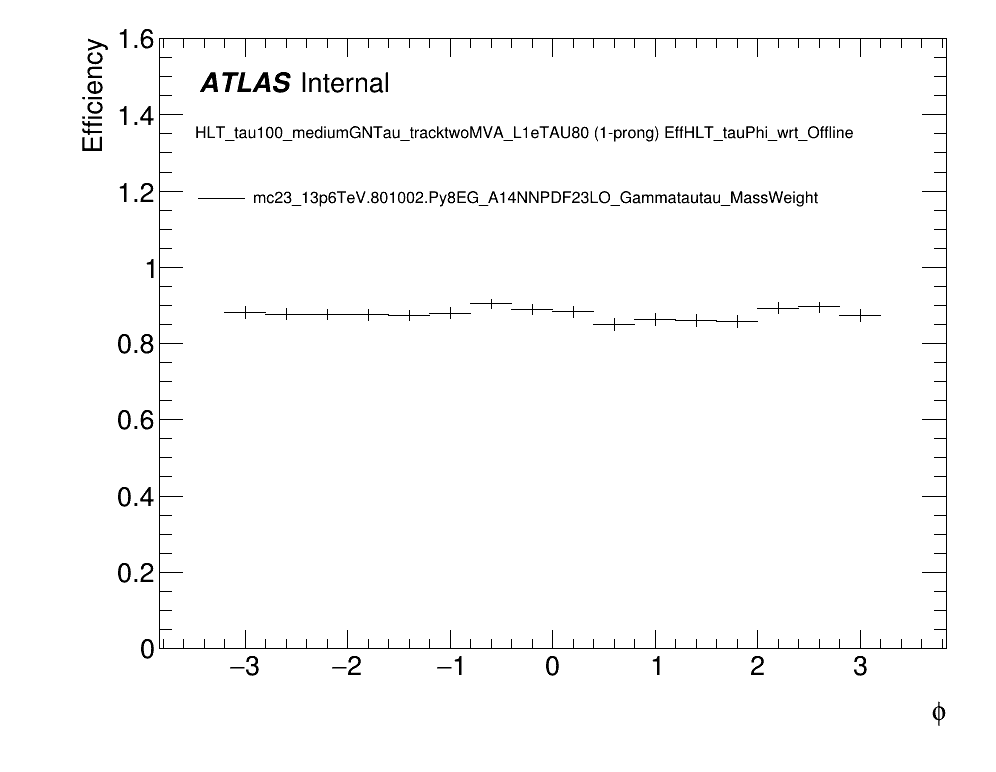 Efficiency
1.6
ATLAS Internal
1.4
HLT_tau100_mediumGNTau_tracktwoMVA_L1eTAU80 (1-prong) EffHLT_tauPhi_wrt_Offline
1.2
mc23_13p6TeV.801002.Py8EG_A14NNPDF23LO_Gammatautau_MassWeight
1
0.8
0.6
0.4
0.2
0
−3 −2 −1 0 1 2 3
ϕ